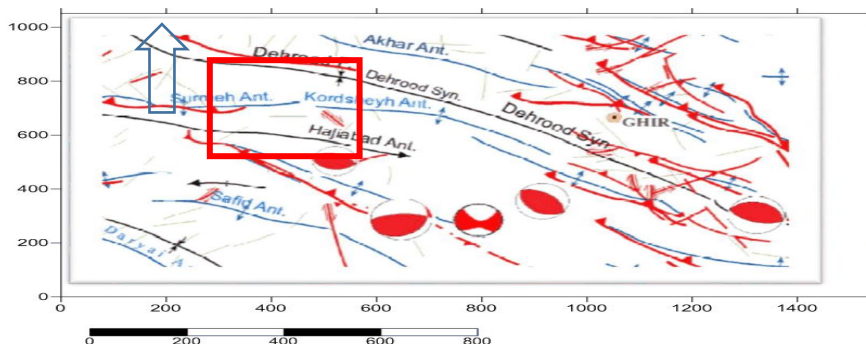 1000
800
600
400
200
0
Akhar Ant.
Dehrood
Dehrood Syn.
Surmeh Ant.
Kordsheyh Ant.
Dehrood Syn.
GHIR
Hajiabad Ant.
Safid Ant.
Daryai A
0 200 400 600 800 1000 1200 1400
0 200 400 600 800